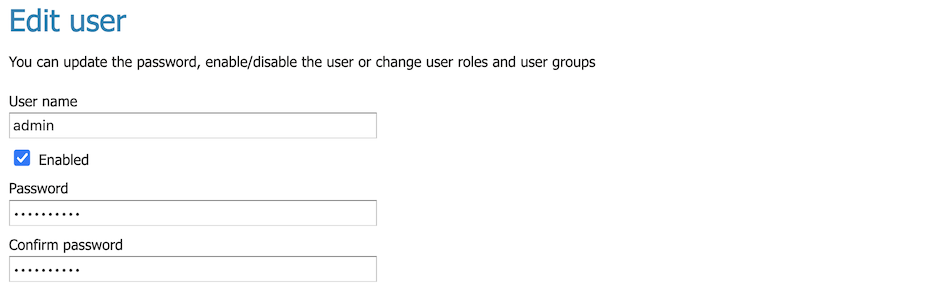 Edit user
You can update the password, enable/disable the user or change user roles and user groups
User name
admin
Enabled
Password
••••••••••
Confirm password
••••••••••